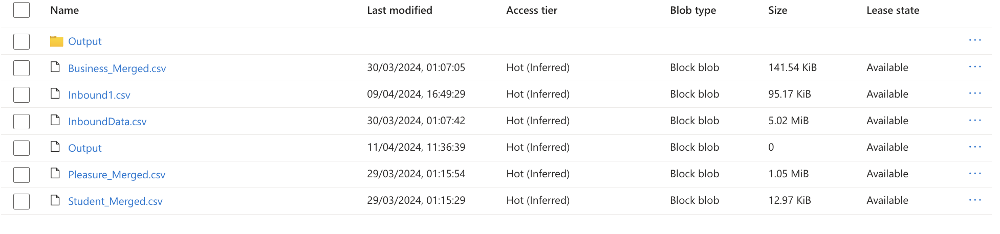 Name Last modified Access tier Blob type Size Lease state
Output ...
Business_Merged.csv 30/03/2024, 01:07:05 Hot (Inferred) Block blob 141.54 KiB Available ...
Inbound1.csv 09/04/2024, 16:49:29 Hot (Inferred) Block blob 95.17 KiB Available ...
InboundData.csv 30/03/2024, 01:07:42 Hot (Inferred) Block blob 5.02 MiB Available ...
Output 11/04/2024, 11:36:39 Hot (Inferred) Block blob 0 Available ...
Pleasure_Merged.csv 29/03/2024, 01:15:54 Hot (Inferred) Block blob 1.05 MiB Available ...
Student_Merged.csv 29/03/2024, 01:15:29 Hot (Inferred) Block blob 12.97 KiB Available ...